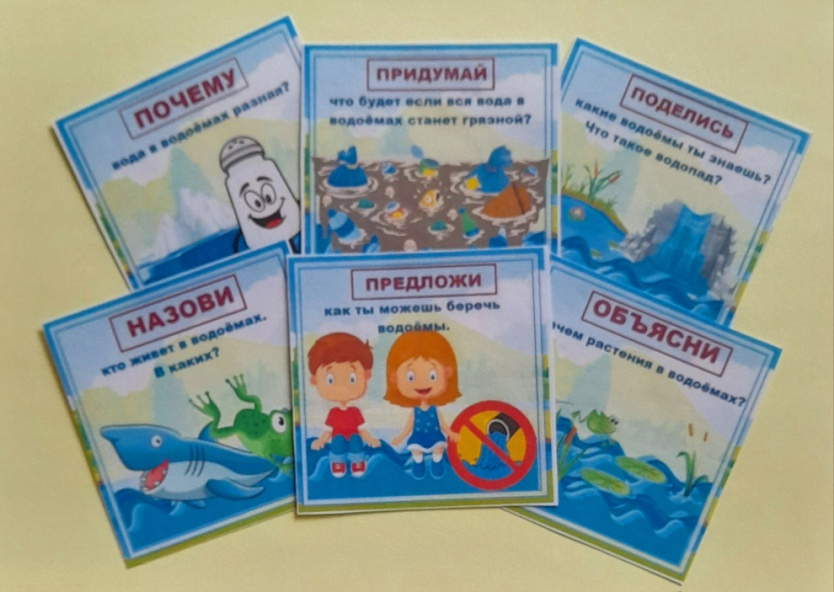 ПОЧЕМУ
вода в водоёмах разная?
ПРИДУМАЙ
что будет если вся вода в
водоёмах станет грязной?
ПОДЕЛИСЬ
какие водоёмы ты знаешь?
Что такое водопад?
НАЗОВИ
кто живет в водоёмах.
В каких?
ПРЕДЛОЖИ
как ты можешь беречь
водоёмы.
ОБЪЯСНИ
растения в водоёмах?